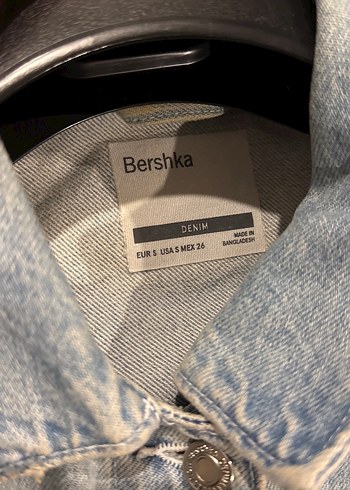 Bershka
DENIM
EUR S USA S MEX 26
MADE IN
BANGLADESH